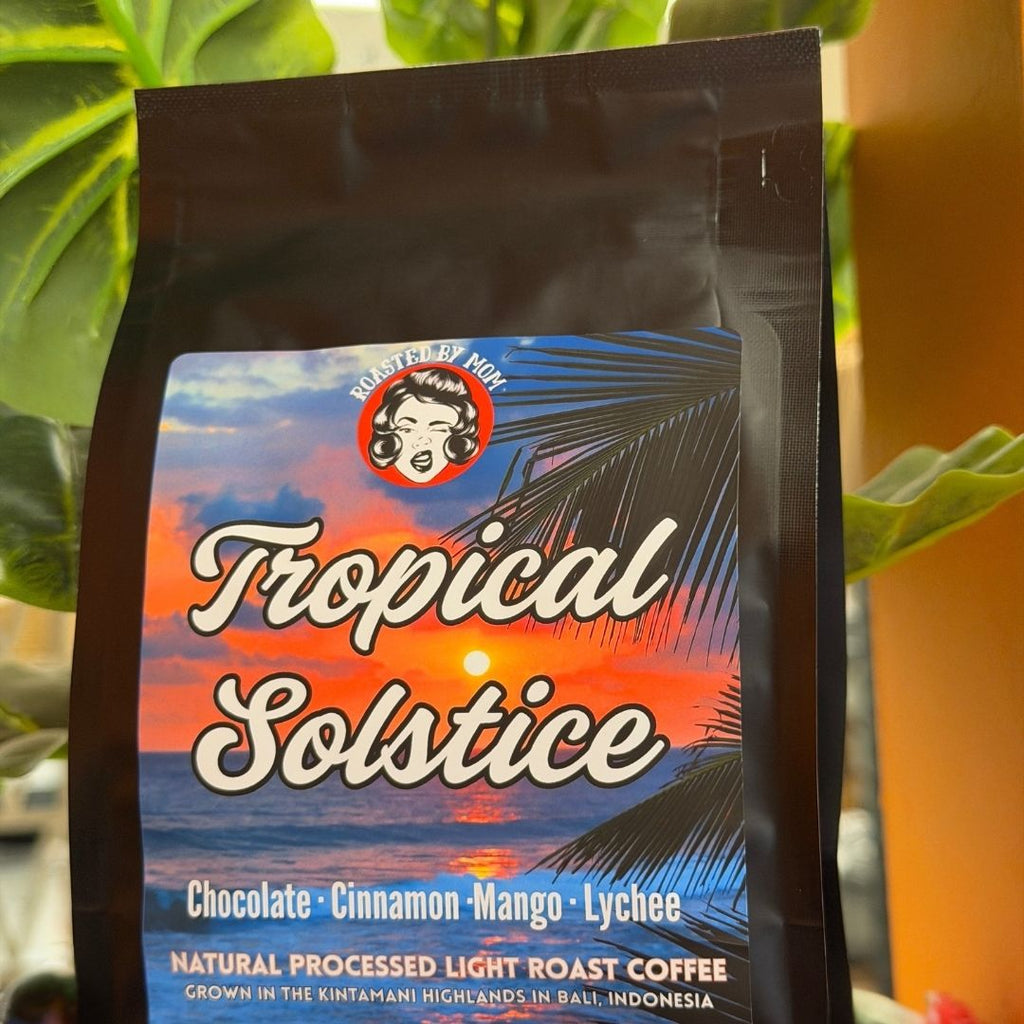 ROASTED BY MOM
Tropical
Solstice
Chocolate · Cinnamon · Mango · Lychee
NATURAL PROCESSED LIGHT ROAST COFFEE
GROWN IN THE KINTAMANI HIGHLANDS IN BALI, INDONESIA